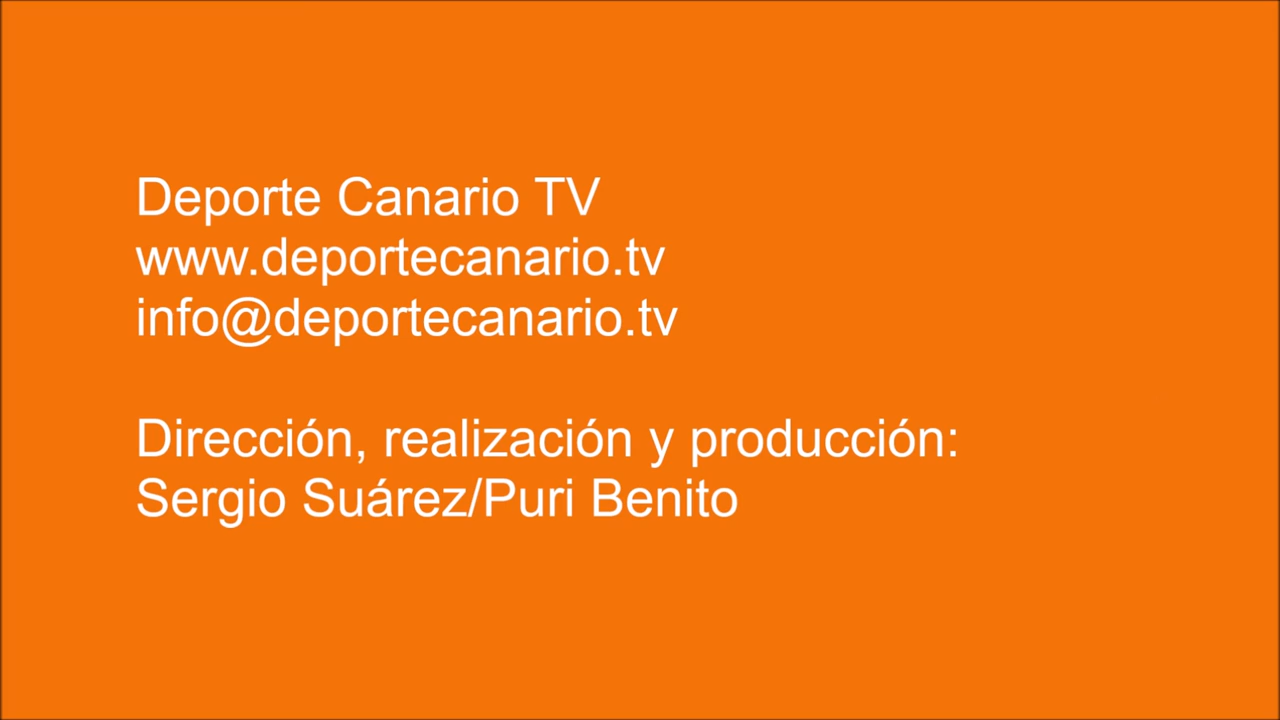 Deporte Canario TV
www.deportecanario.tv
info@deportecanario.tv
Dirección, realización y producción:
Sergio Suárez/Puri Benito